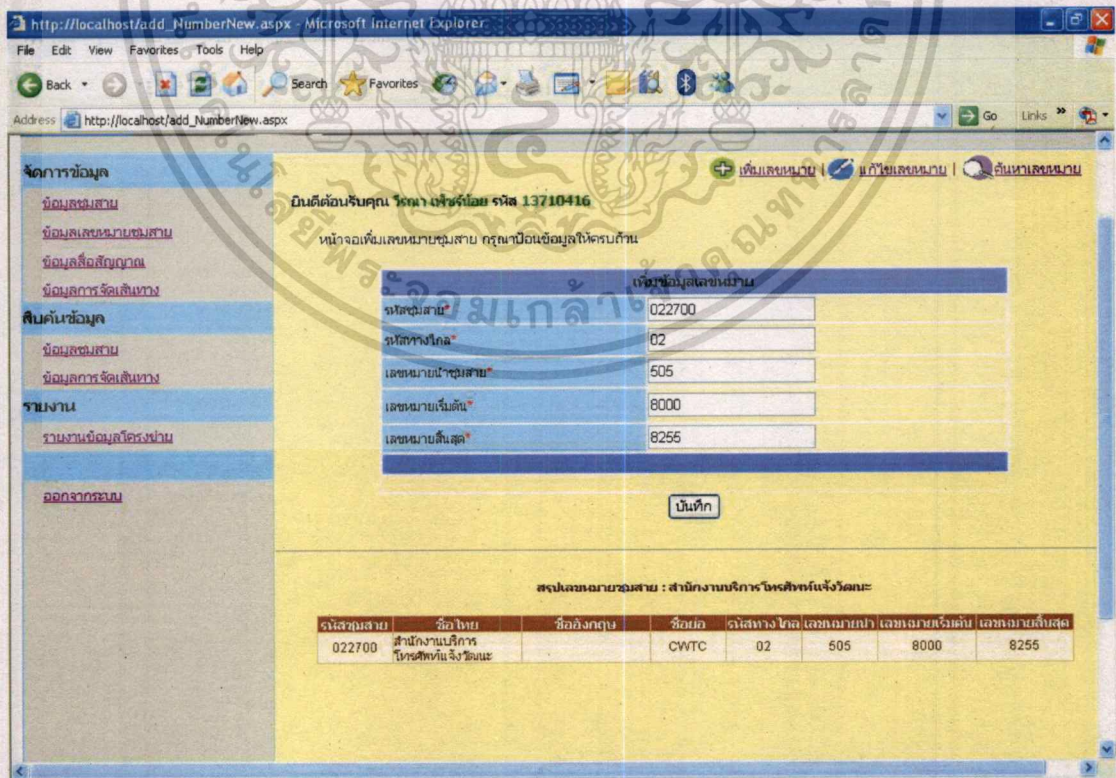 http://localhost/add_NumberNew.aspx - Microsoft Internet Explorer
File Edit View Favorites Tools Help
Back Search Favorites
Address http://localhost/add_NumberNew.aspx Go Links »
จัดการข้อมูล
ข้อมูลชุมสาย
ข้อมูลเลขหมายชุมสาย
ข้อมูลสื่อสัญญาณ
ข้อมูลการจัดเส้นทาง
สืบค้นข้อมูล
ข้อมูลชุมสาย
ข้อมูลการจัดเส้นทาง
รายงาน
รายงานข้อมูลโครงข่าย
ออกจากระบบ
เพิ่มเลขหมาย | แก้ไขเลขหมาย | ค้นหาเลขหมาย
ยินดีต้อนรับคุณ วีรณา เพ็ชร์น้อย รหัส 13710416
หน้าจอเพิ่มเลขหมายชุมสาย กรุณาป้อนข้อมูลให้ครบถ้วน
เพิ่มข้อมูลเลขหมาย
รหัสชุมสาย* 022700
รหัสทางไกล* 02
เลขหมายนำชุมสาย* 505
เลขหมายเริ่มต้น* 8000
เลขหมายสิ้นสุด* 8255
บันทึก
สรุปเลขหมายชุมสาย : สำนักงานบริการโทรศัพท์แจ้งวัฒนะ
รหัสชุมสาย ชื่อไทย ชื่ออังกฤษ ชื่อย่อ รหัสทางไกล เลขหมายนำ เลขหมายเริ่มต้น เลขหมายสิ้นสุด
022700 สำนักงานบริการ CWTC 02 505 8000 8255
โทรศัพท์แจ้งวัฒนะ
พระจอมเกล้าเจ้าคุณทหาร